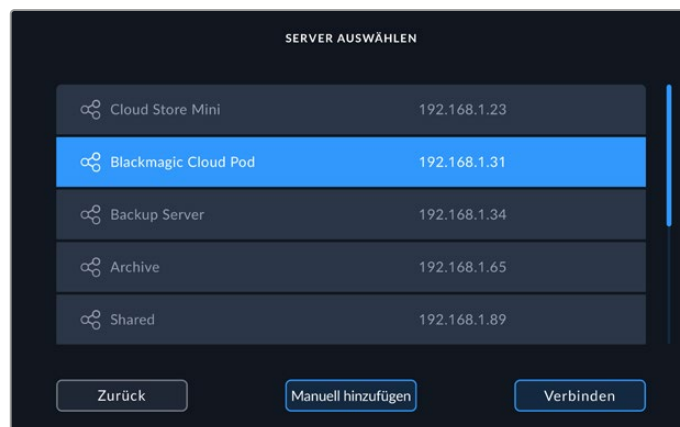 SERVER AUSWÄHLEN
Cloud Store Mini 192.168.1.23
Blackmagic Cloud Pod 192.168.1.31
Backup Server 192.168.1.34
Archive 192.168.1.65
Shared 192.168.1.89
Zurück Manuell hinzufügen Verbinden